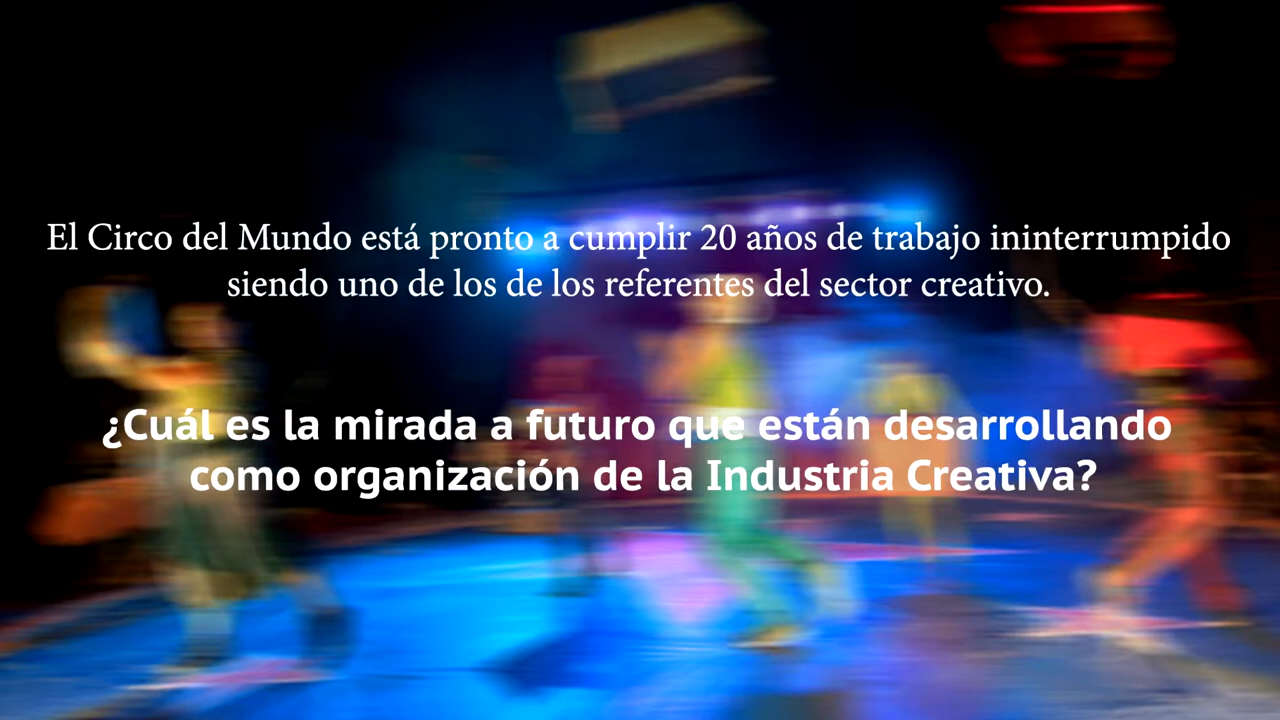 El Circo del Mundo está pronto a cumplir 20 años de trabajo ininterrumpido
siendo uno de los de los referentes del sector creativo.
¿Cuál es la mirada a futuro que están desarrollando
como organización de la Industria Creativa?